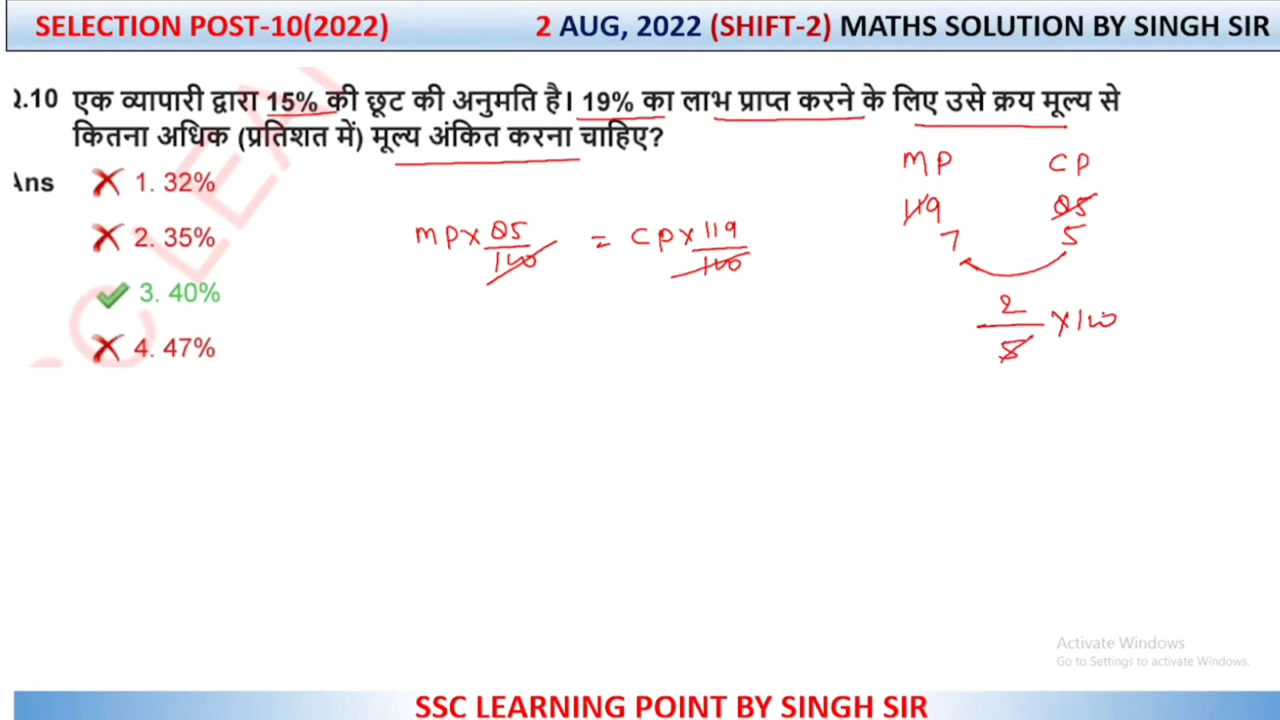 SELECTION POST-10(2022) 2 AUG, 2022 (SHIFT-2) MATHS SOLUTION BY SINGH SIR
.10 एक व्यापारी द्वारा 15% की छूट की अनुमति है। 19% का लाभ प्राप्त करने के लिए उसे क्रय मूल्य से
कितना अधिक (प्रतिशत में) मूल्य अंकित करना चाहिए?
Ans
1. 32%
2. 35%
3. 40%
4. 47%
MP CP
119 85
7 5
MP × 85/100 = CP × 119/100
2/5 × 100
Activate Windows
Go to Settings to activate Windows.
SSC LEARNING POINT BY SINGH SIR